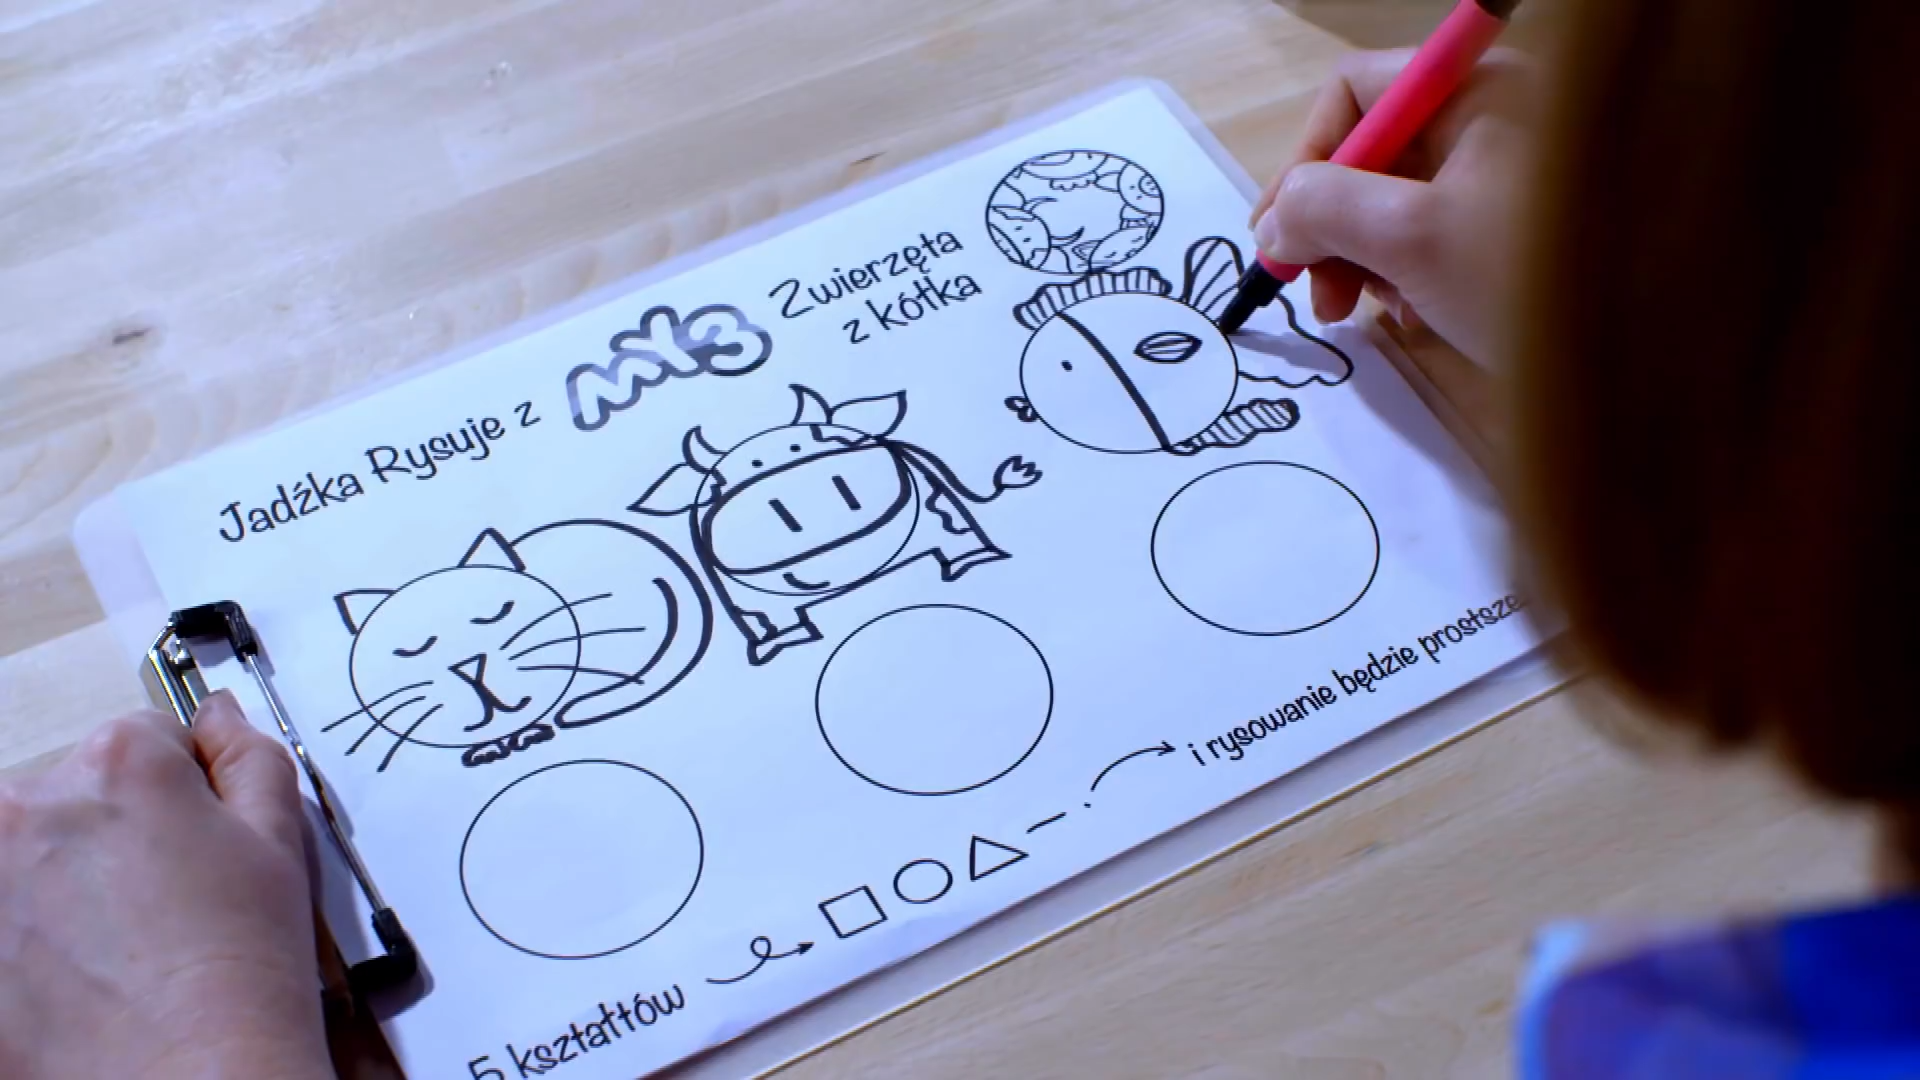 Jadźka Rysuje z
MY3
Zwierzęta
z kółka
5 kształtów
i rysowanie będzie prostsze